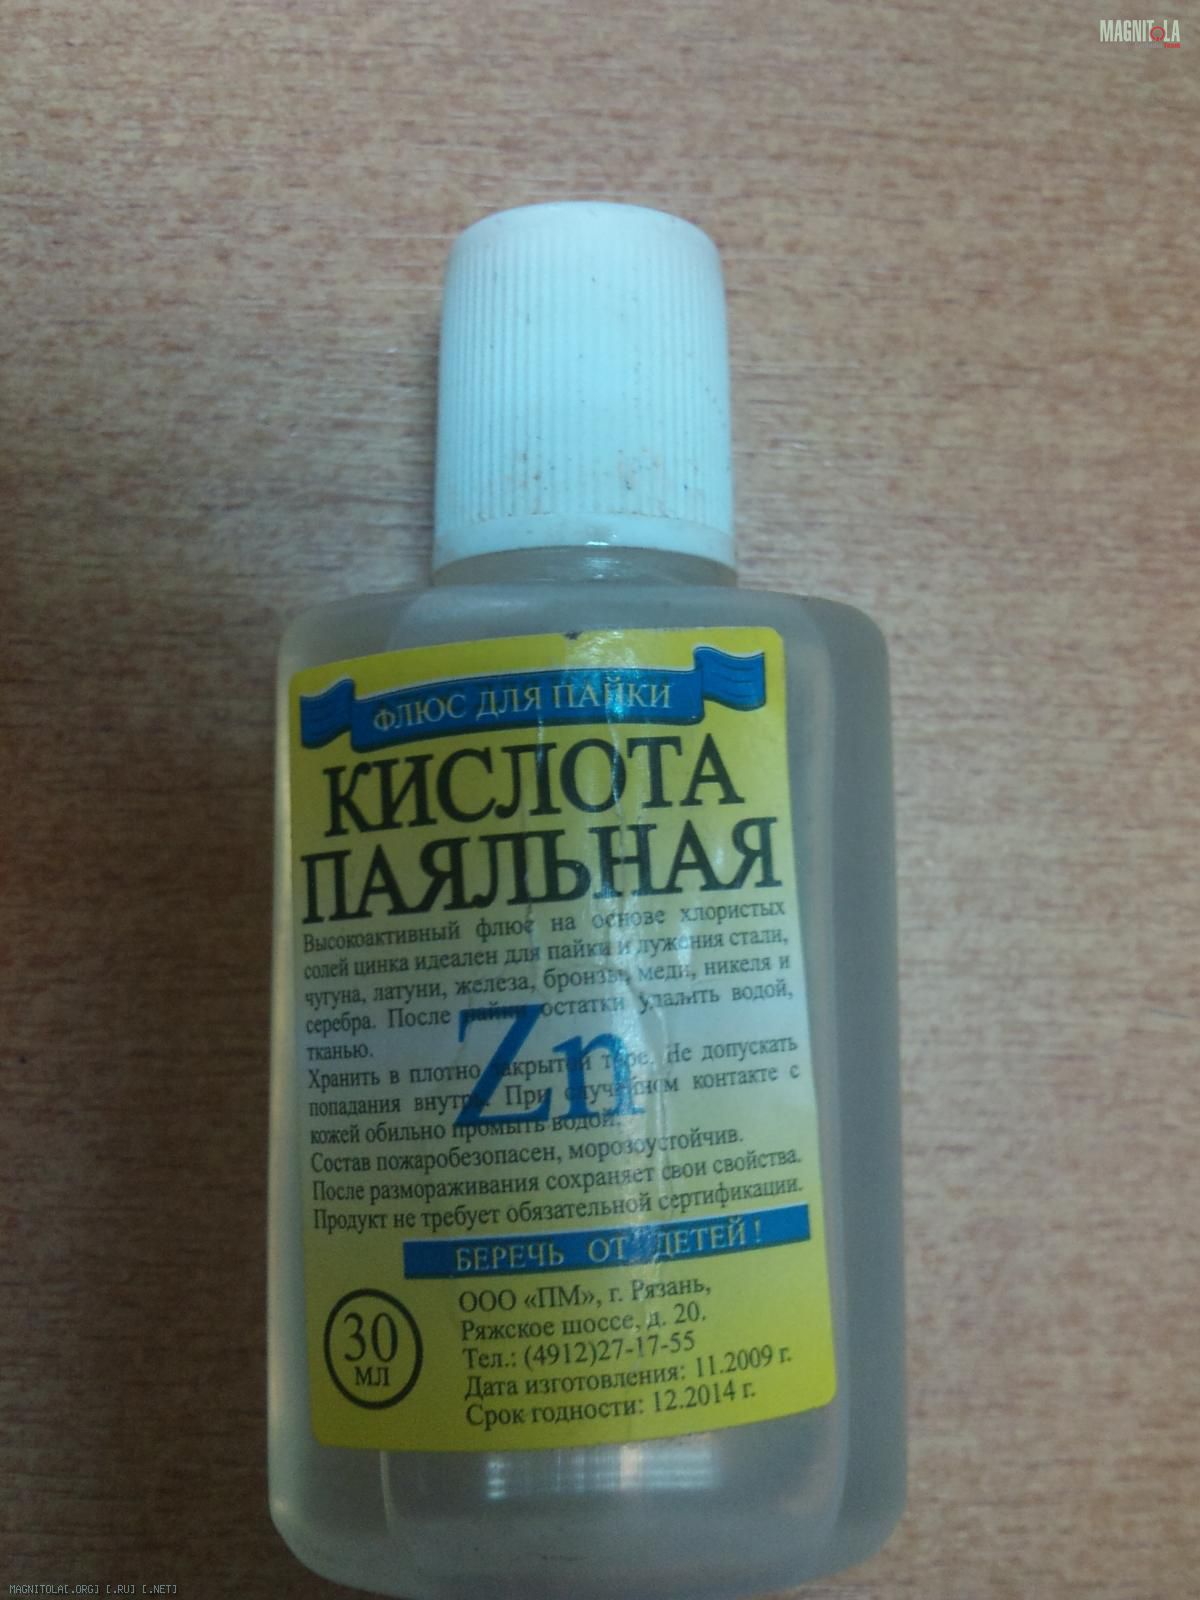 MAGNITOLA
ФЛЮС ДЛЯ ПАЙКИ
КИСЛОТА
ПАЯЛЬНАЯ
Высокоактивный флюс на основе хлористых
солей цинка идеален для пайки и лужения стали,
чугуна, латуни, железа, бронзы, меди, никеля и
серебра. После пайки остатки удалить водой,
тканью.
Zn
Хранить в плотно закрытой таре. Не допускать
попадания внутрь. При случайном контакте с
кожей обильно промыть водой.
Состав пожаробезопасен, морозоустойчив.
После размораживания сохраняет свои свойства.
Продукт не требует обязательной сертификации.
БЕРЕЧЬ ОТ ДЕТЕЙ !
30
МЛ
ООО «ПМ», г. Рязань,
Ряжское шоссе, д. 20.
Тел.: (4912)27-17-55
Дата изготовления: 11.2009 г.
Срок годности: 12.2014 г.
MAGNITOLA[.ORG] [.RU] [.NET]